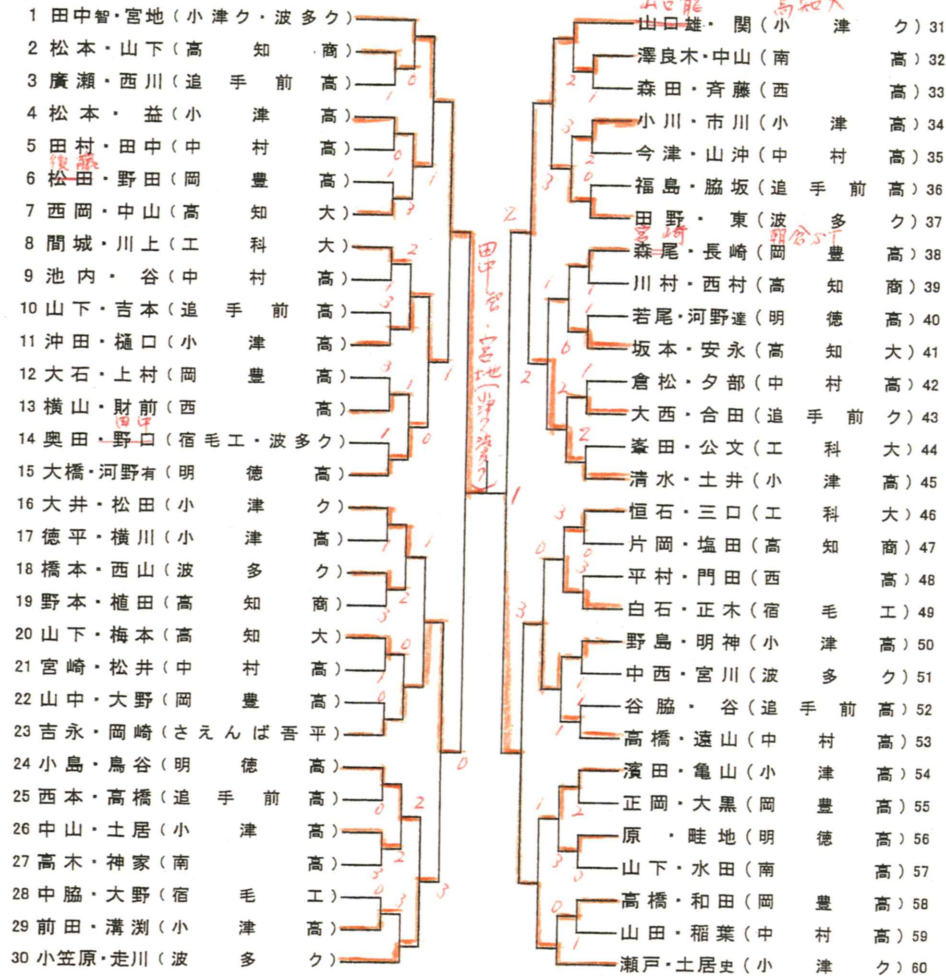 1 田中智・宮地(小津ク・波多ク)
2 松本・山下(高知商)
3 廣瀬・西川(追手前高)
4 松本・益(小津高)
5 田村・田中(中村高)
後藤
6 松田・野田(岡豊高)
7 西岡・中山(高知大)
8 間城・川上(工科大)
9 池内・谷(中村高)
10 山下・吉本(追手前高)
11 沖田・樋口(小津高)
12 大石・上村(岡豊高)
13 横山・財前(西高)
田中
14 奥田・野口(宿毛工・波多ク)
15 大橋・河野有(明徳高)
16 大井・松田(小津ク)
17 徳平・横川(小津高)
18 橋本・西山(波多ク)
19 野本・植田(高知商)
20 山下・梅本(高知大)
21 宮崎・松井(中村高)
22 山中・大野(岡豊高)
23 吉永・岡崎(さえんば吾平)
24 小島・鳥谷(明徳高)
25 西本・高橋(追手前高)
26 中山・土居(小津高)
27 高木・神家(南高)
28 中脇・大野(宿毛工)
29 前田・溝渕(小津高)
30 小笠原・走川(波多ク)
高知大
山口雄・関(小津ク)31
澤良木・中山(南高)32
森田・斉藤(西高)33
小川・市川(小津高)34
今津・山沖(中村高)35
福島・脇坂(追手前高)36
田野・東(波多ク)37
宮崎
森尾・長崎(岡豊高)38
川村・西村(高知商)39
若尾・河野達(明徳高)40
坂本・安永(高知大)41
倉松・夕部(中村高)42
大西・合田(追手前ク)43
峯田・公文(工科大)44
清水・土井(小津高)45
恒石・三口(工科大)46
片岡・塩田(高知商)47
平村・門田(西高)48
白石・正木(宿毛工)49
野島・明神(小津高)50
中西・宮川(波多ク)51
谷脇・谷(追手前高)52
高橋・遠山(中村高)53
濱田・亀山(小津高)54
正岡・大黒(岡豊高)55
原・畦地(明徳高)56
山下・水田(南高)57
高橋・和田(岡豊高)58
山田・稲葉(中村高)59
瀬戸・土居史(小津ク)60